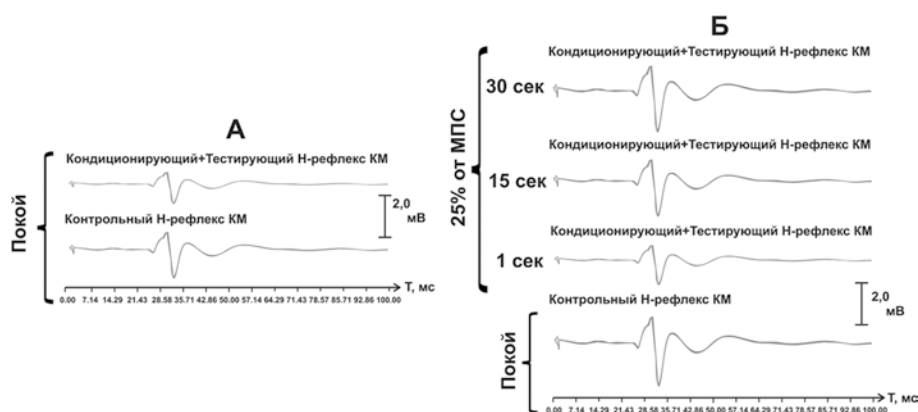 А
Кондиционирующий+Тестирующий Н-рефлекс КМ
Покой
2,0
мВ
Контрольный Н-рефлекс КМ
Т, мс
0.00 7.14 14.29 21.43 28.58 35.71 42.86 50.00 57.14 64.29 71.43 78.57 85.71 92.86 100.00
Б
Кондиционирующий+Тестирующий Н-рефлекс КМ
30 сек
25% от МПС
Кондиционирующий+Тестирующий Н-рефлекс КМ
15 сек
Кондиционирующий+Тестирующий Н-рефлекс КМ
1 сек
Контрольный Н-рефлекс КМ
2,0
мВ
Покой
Т, мс
0.00 7.14 14.29 21.43 28.58 35.71 42.86 50.00 57.14 64.29 71.43 78.57 85.71 92.86 100.00